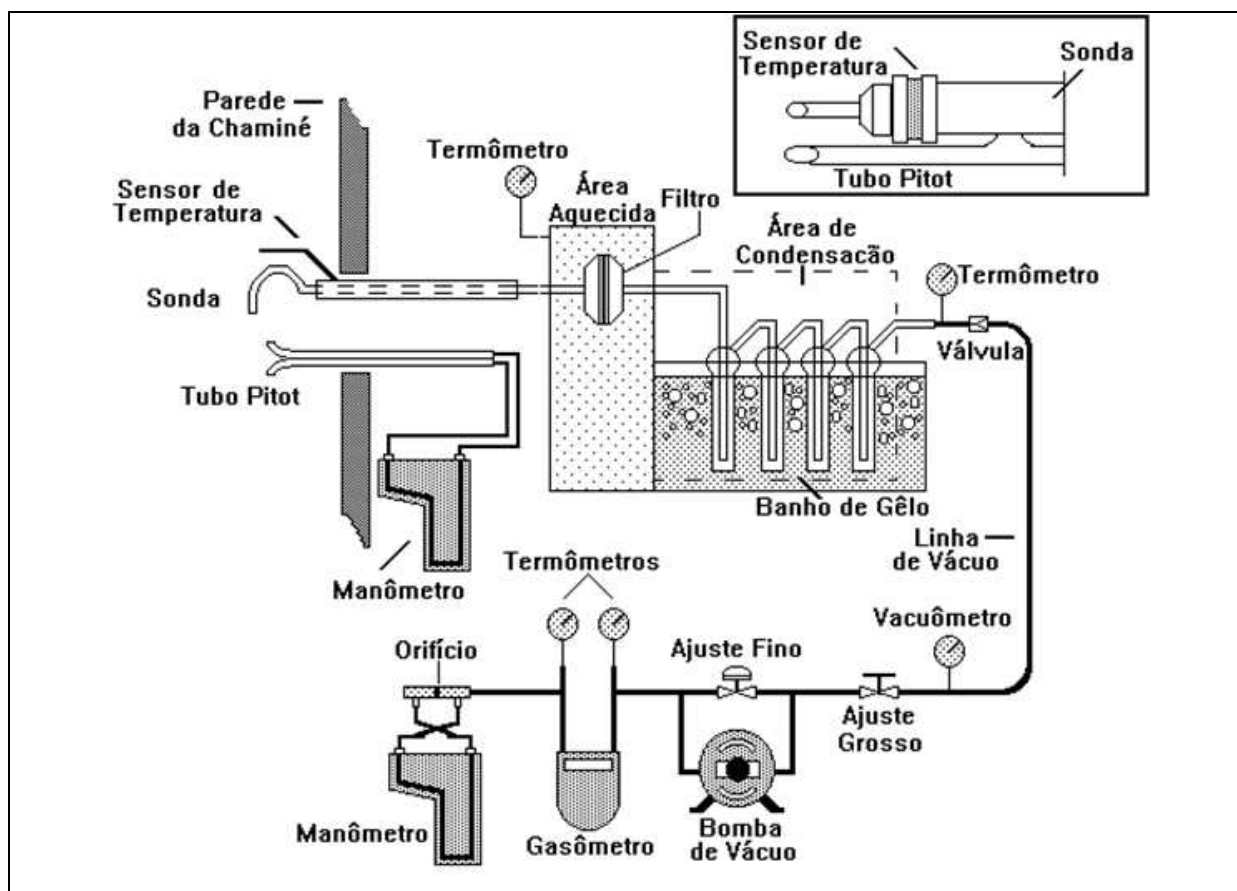 Sensor de
Temperatura
Sonda
Tubo Pitot
Parede
da Chaminé
Termômetro
Área
Aquecida
Filtro
Sensor de
Temperatura
Área de
Condensacão
Termômetro
Sonda
Válvula
Tubo Pitot
Banho de Gêlo
Linha
de Vácuo
Manômetro
Termômetros
Vacuômetro
Orifício
Ajuste Fino
Ajuste
Grosso
Manômetro
Gasômetro
Bomba
de Vácuo